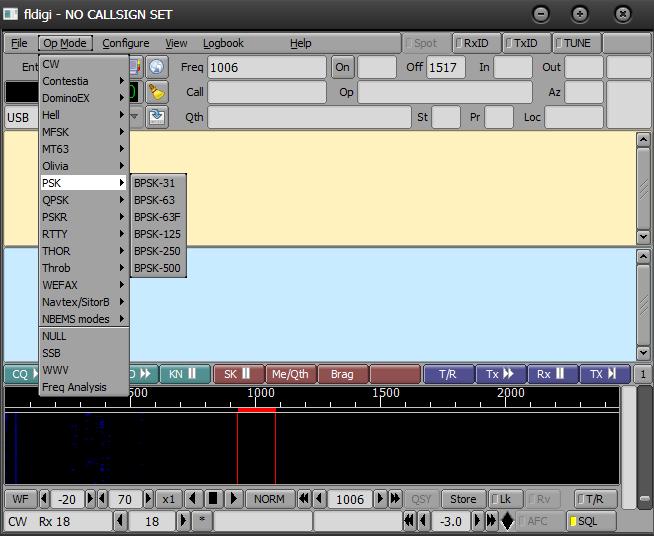 fldigi - NO CALLSIGN SET
File Op Mode Configure View Logbook Help Spot RxID TxID TUNE
Ent Freq 1006 On Off 1517 In Out
Call Op Az
USB Qth St Pr Loc
CW
Contestia
DominoEX
Hell
MFSK
MT63
Olivia
PSK
QPSK
PSKR
RTTY
THOR
Throb
WEFAX
Navtex/SitorB
NBEMS modes
NULL
SSB
WWV
Freq Analysis
BPSK-31
BPSK-63
BPSK-63F
BPSK-125
BPSK-250
BPSK-500
CQ KN SK Me/Qth Brag T/R Tx Rx TX 1
500 1000 1500 2000
WF -20 70 x1 NORM 1006 QSY Store Lk Rv T/R
CW Rx 18 18 * -3.0 AFC SQL